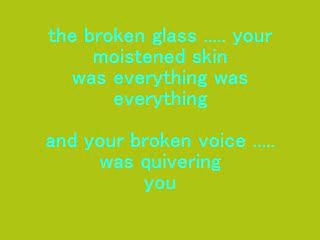 the broken glass ..... your
moistened skin
was everything was
everything

and your broken voice .....
was quivering
you